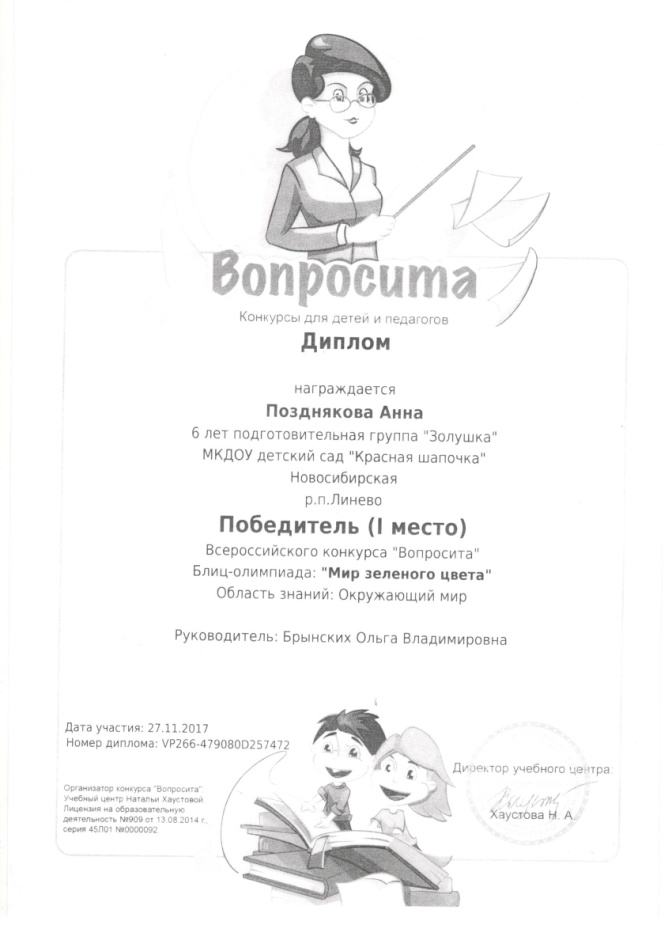 Вопросита
Конкурсы для детей и педагогов
Диплом
награждается
Позднякова Анна
6 лет подготовительная группа "Золушка"
МКДОУ детский сад "Красная шапочка"
Новосибирская
р.п.Линево
Победитель (I место)
Всероссийского конкурса "Вопросита"
Блиц-олимпиада: "Мир зеленого цвета"
Область знаний: Окружающий мир
Руководитель: Брынских Ольга Владимировна
Дата участия: 27.11.2017
Номер диплома: VP266-479080D257472
Организатор конкурса "Вопросита":
Учебный центр Натальи Хаустовой
Лицензия на образовательную
деятельность №909 от 13.08.2014 г.,
серия 45Л01 №0000092
Директор учебного центра:
Хаустова Н. А.